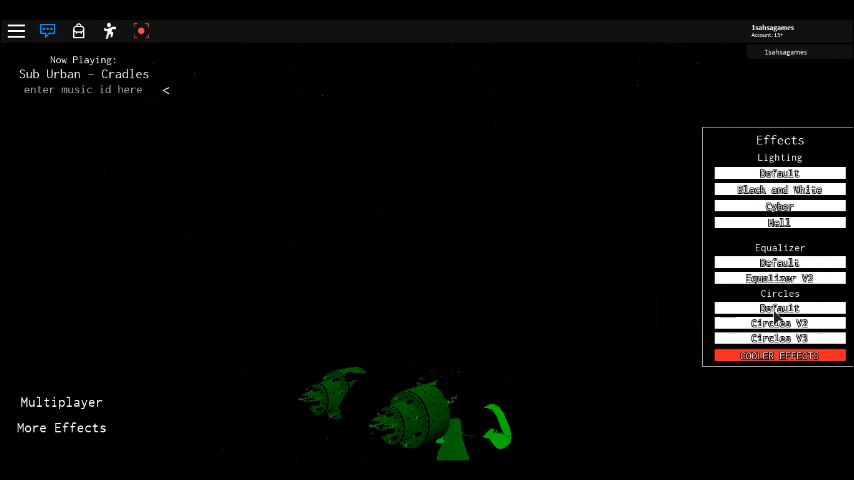 1sahsagames
Account: 13+
1sahsagames
Now Playing:
Sub Urban - Cradles
enter music id here <
Effects
Lighting
Default
Black and White
Cyber
Hell
Equalizer
Default
Equalizer V2
Circles
Default
Circles V2
Circles V3
COOLER EFFECTS
Multiplayer
More Effects